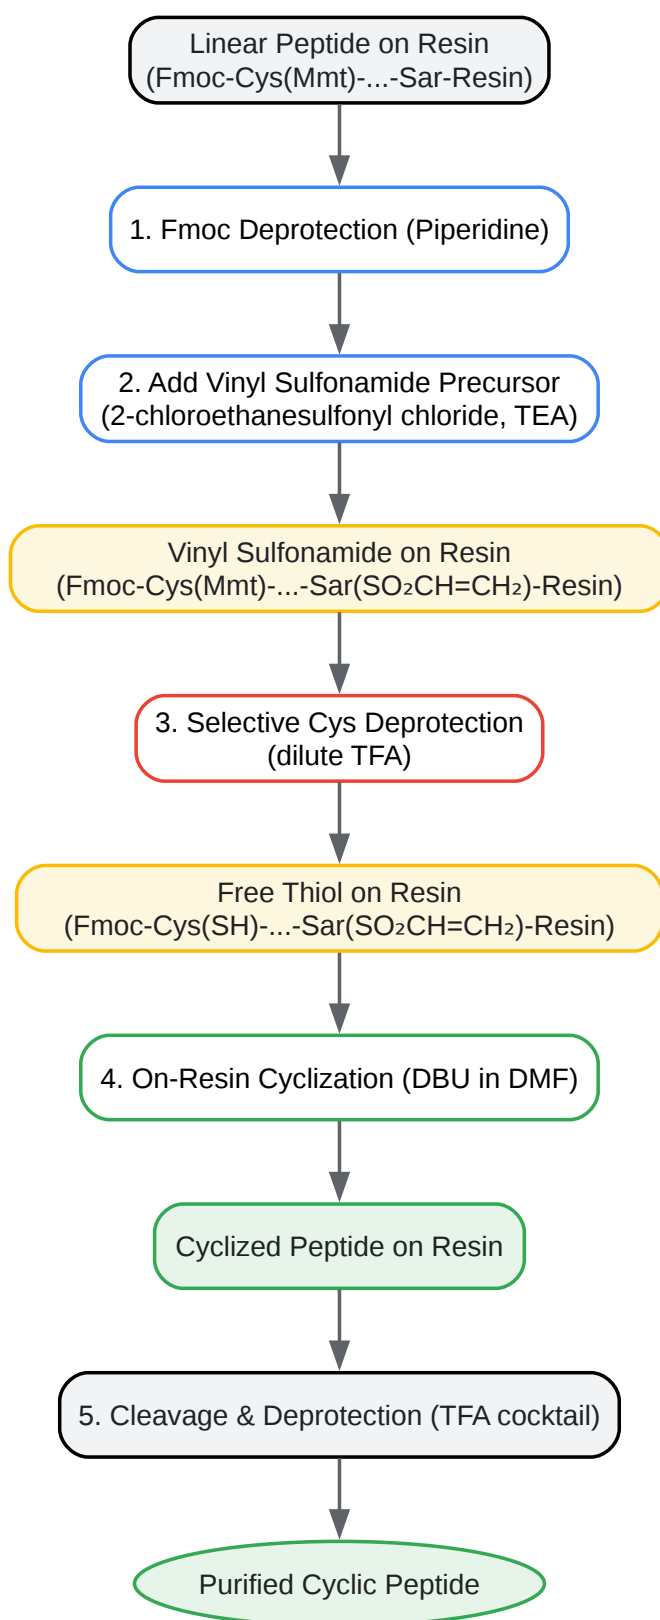 Linear Peptide on Resin
(Fmoc-Cys(Mmt)-...-Sar-Resin)
1. Fmoc Deprotection (Piperidine)
2. Add Vinyl Sulfonamide Precursor
(2-chloroethanesulfonyl chloride, TEA)
Vinyl Sulfonamide on Resin
(Fmoc-Cys(Mmt)-...-Sar(SO₂CH=CH₂)-Resin)
3. Selective Cys Deprotection
(dilute TFA)
Free Thiol on Resin
(Fmoc-Cys(SH)-...-Sar(SO₂CH=CH₂)-Resin)
4. On-Resin Cyclization (DBU in DMF)
Cyclized Peptide on Resin
5. Cleavage & Deprotection (TFA cocktail)
Purified Cyclic Peptide